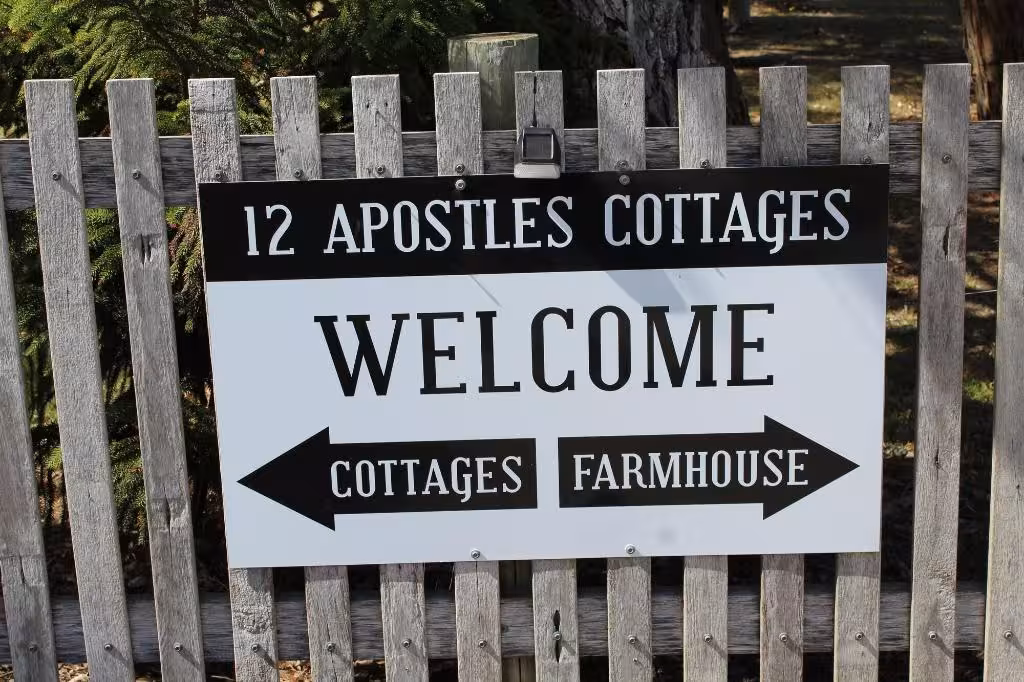 12 APOSTLES COTTAGES
WELCOME
COTTAGES
FARMHOUSE